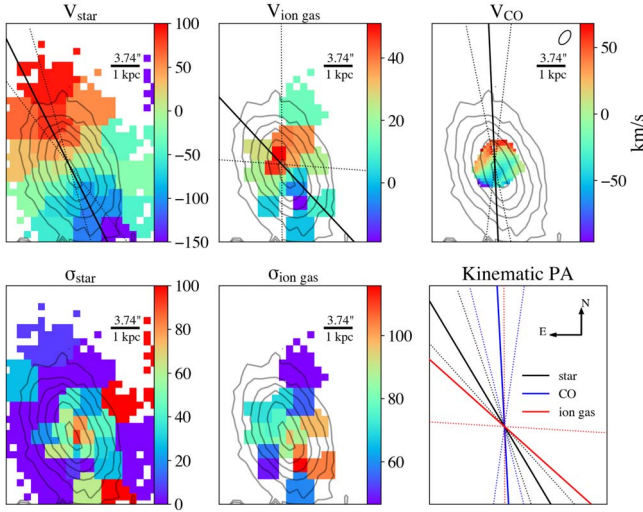 V_star
V_ion gas
V_CO
3.74"
1 kpc
3.74"
1 kpc
3.74"
1 kpc
100
50
0
−50
−100
−150
40
20
0
50
0
−50
km/s
σ_star
σ_ion gas
Kinematic PA
3.74"
1 kpc
3.74"
1 kpc
100
80
60
40
20
0
100
80
60
N
E
star
CO
ion gas